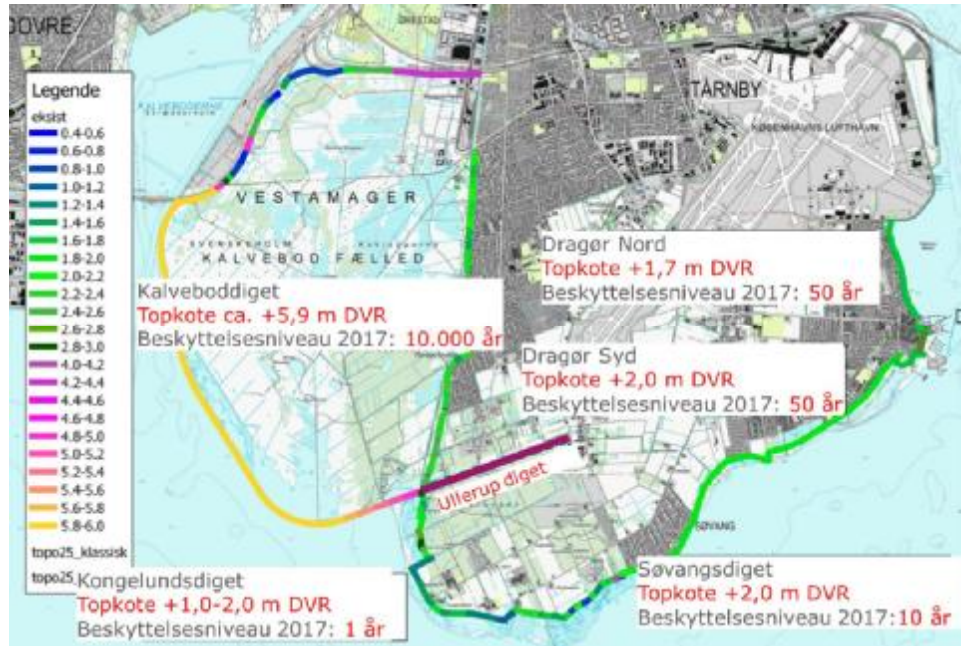 DOVRE
ØRESTAD
Legende
eksist
0.4-0.6
0.6-0.8
0.8-1.0
1.0-1.2
1.2-1.4
1.4-1.6
1.6-1.8
1.8-2.0
2.0-2.2
2.2-2.4
2.4-2.6
2.6-2.8
2.8-3.0
4.0-4.2
4.2-4.4
4.4-4.6
4.6-4.8
4.8-5.0
5.0-5.2
5.2-5.4
5.4-5.6
5.6-5.8
5.8-6.0
topo25_klassisk
topo25_
TÅRNBY
KØBENHAVNS LUFTHAVN
VESTAMAGER
SVENSKEHOLM
KALVEBOD FÆLLED
Kalveboddiget
Topkote ca. +5,9 m DVR
Beskyttelsesniveau 2017: 10.000 år
Dragør Nord
Topkote +1,7 m DVR
Beskyttelsesniveau 2017: 50 år
Dragør Syd
Topkote +2,0 m DVR
Beskyttelsesniveau 2017: 50 år
Ullerup diget
SØVANG
Kongelundsdiget
Topkote +1,0-2,0 m DVR
Beskyttelsesniveau 2017: 1 år
Søvangsdiget
Topkote +2,0 m DVR
Beskyttelsesniveau 2017:10 år